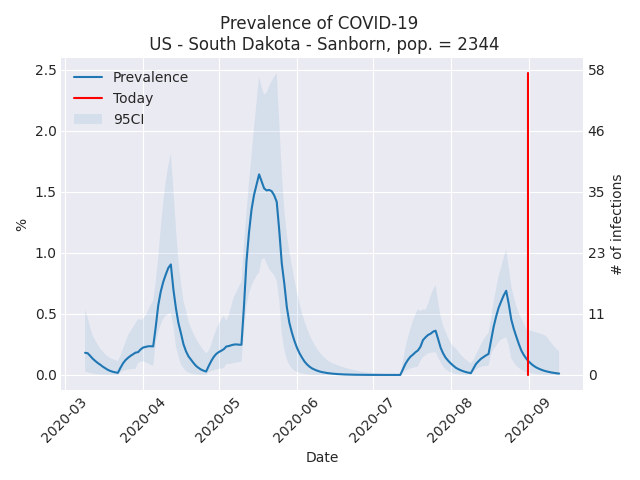 Prevalence of COVID-19
US - South Dakota - Sanborn, pop. = 2344
Prevalence
Today
95CI
2.5
2.0
1.5
1.0
0.5
0.0
%
58
46
35
23
11
0
# of infections
2020-03
2020-04
2020-05
2020-06
2020-07
2020-08
2020-09
Date